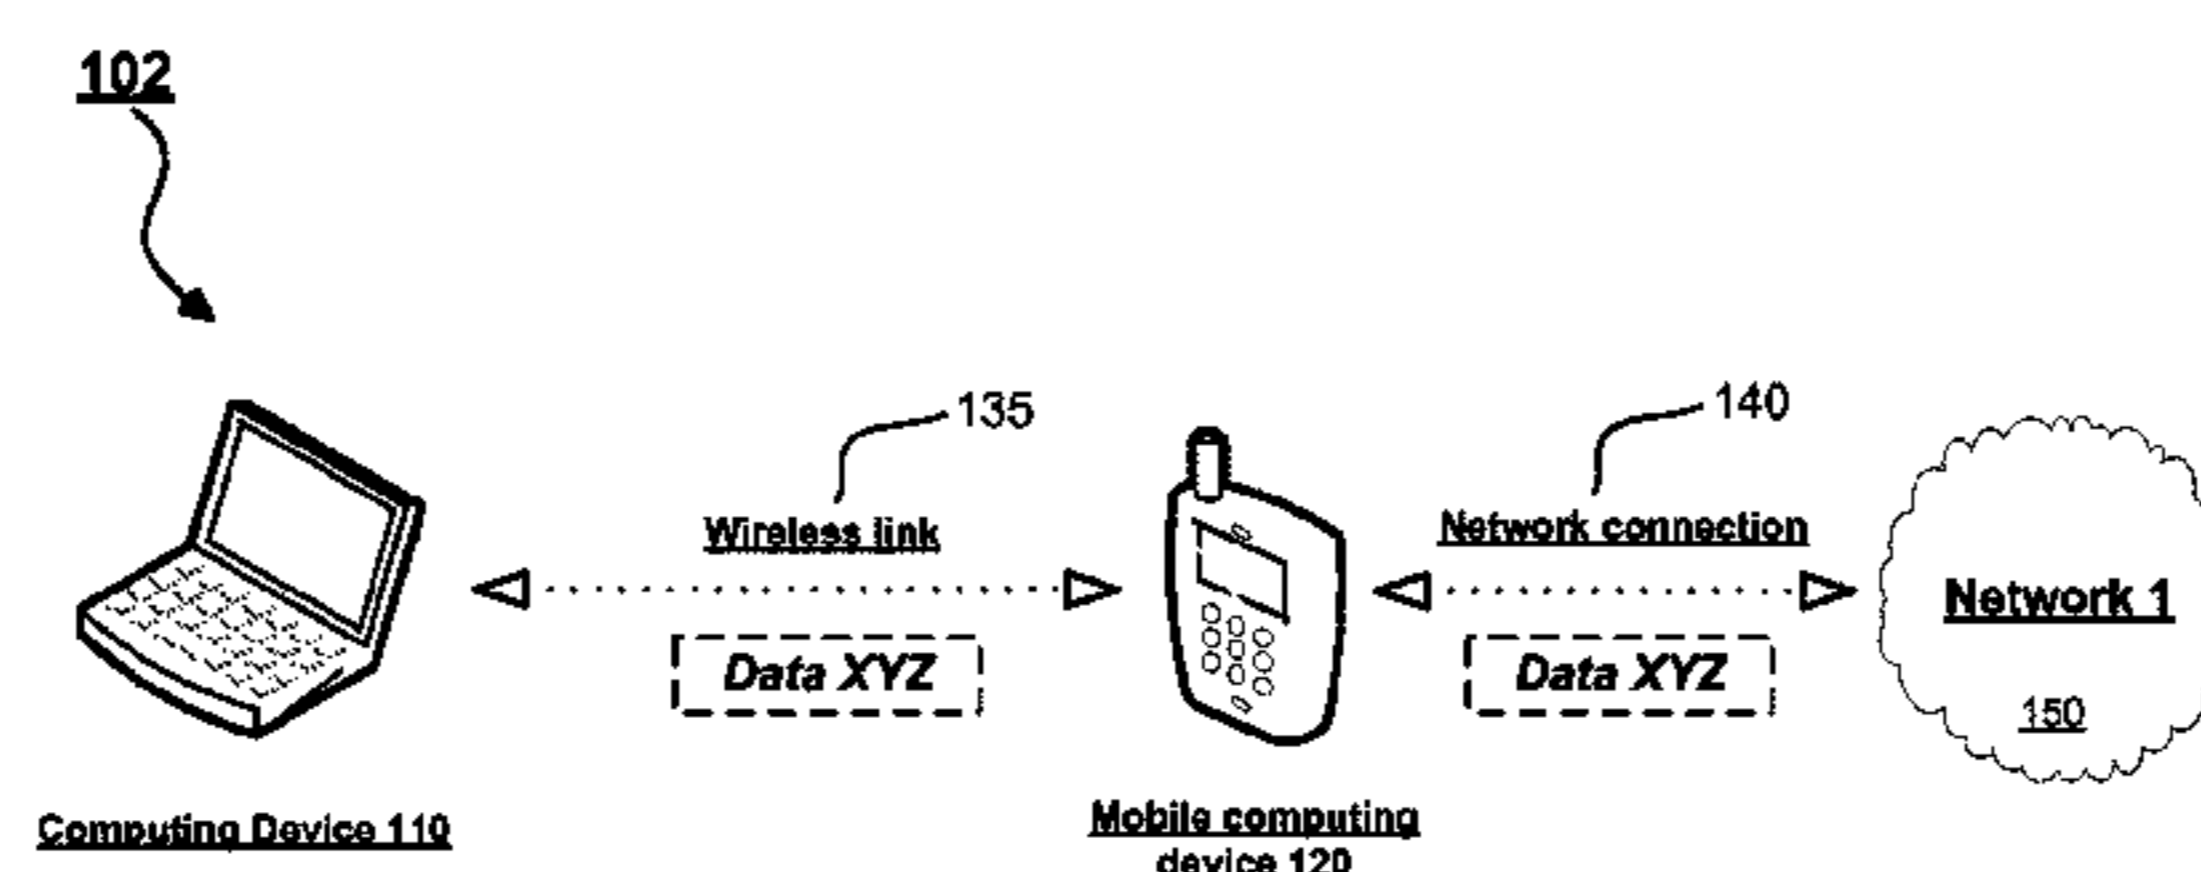 102
135
140
Wireless link
Network connection
Network 1
Data XYZ
Data XYZ
150
Computing Device 110
Mobile computing
device 120